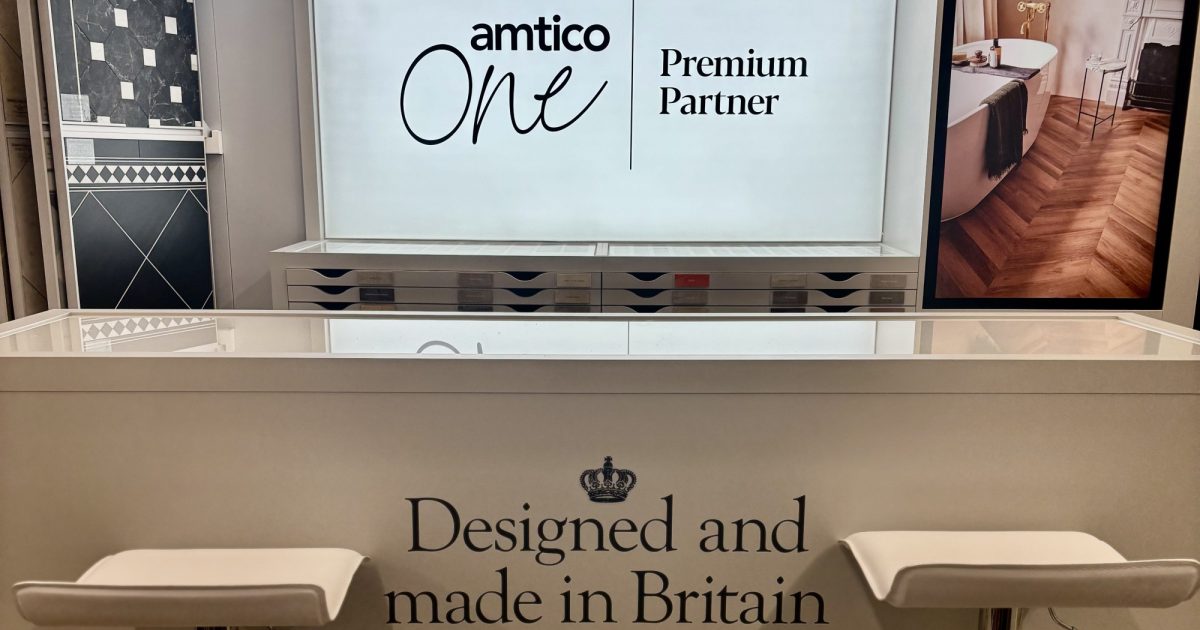 amtico
One
Premium
Partner
Designed and
made in Britain